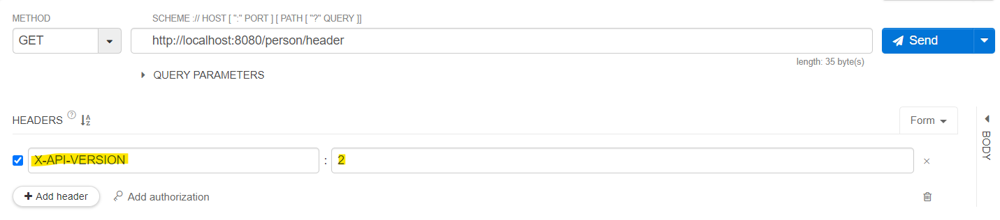 METHOD SCHEME :// HOST [ ":" PORT ] [ PATH [ "?" QUERY ]]
GET http://localhost:8080/person/header Send
length: 35 byte(s)
QUERY PARAMETERS
HEADERS ? A Z Form
BODY
X-API-VERSION : 2 ×
+ Add header Add authorization